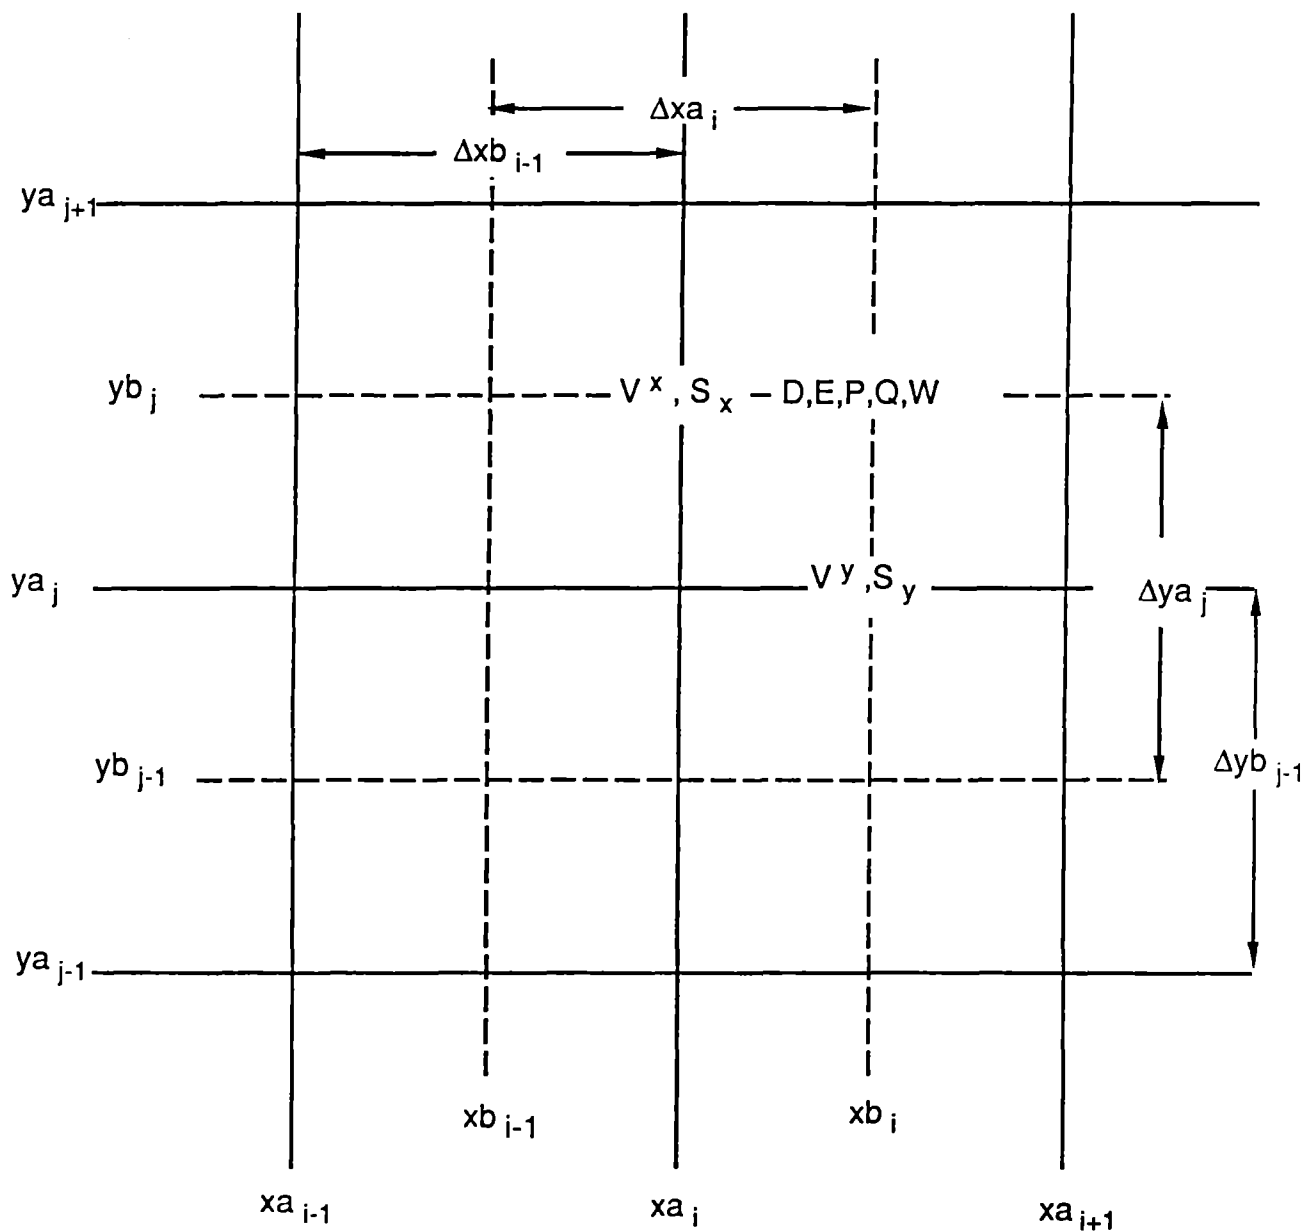 Δxa i
Δxb i-1
ya j+1
yb j
V x , S x – D,E,P,Q,W
ya j
V y ,S y
Δya j
yb j-1
Δyb j-1
ya j-1
xb i-1
xb i
xa i-1
xa i
xa i+1